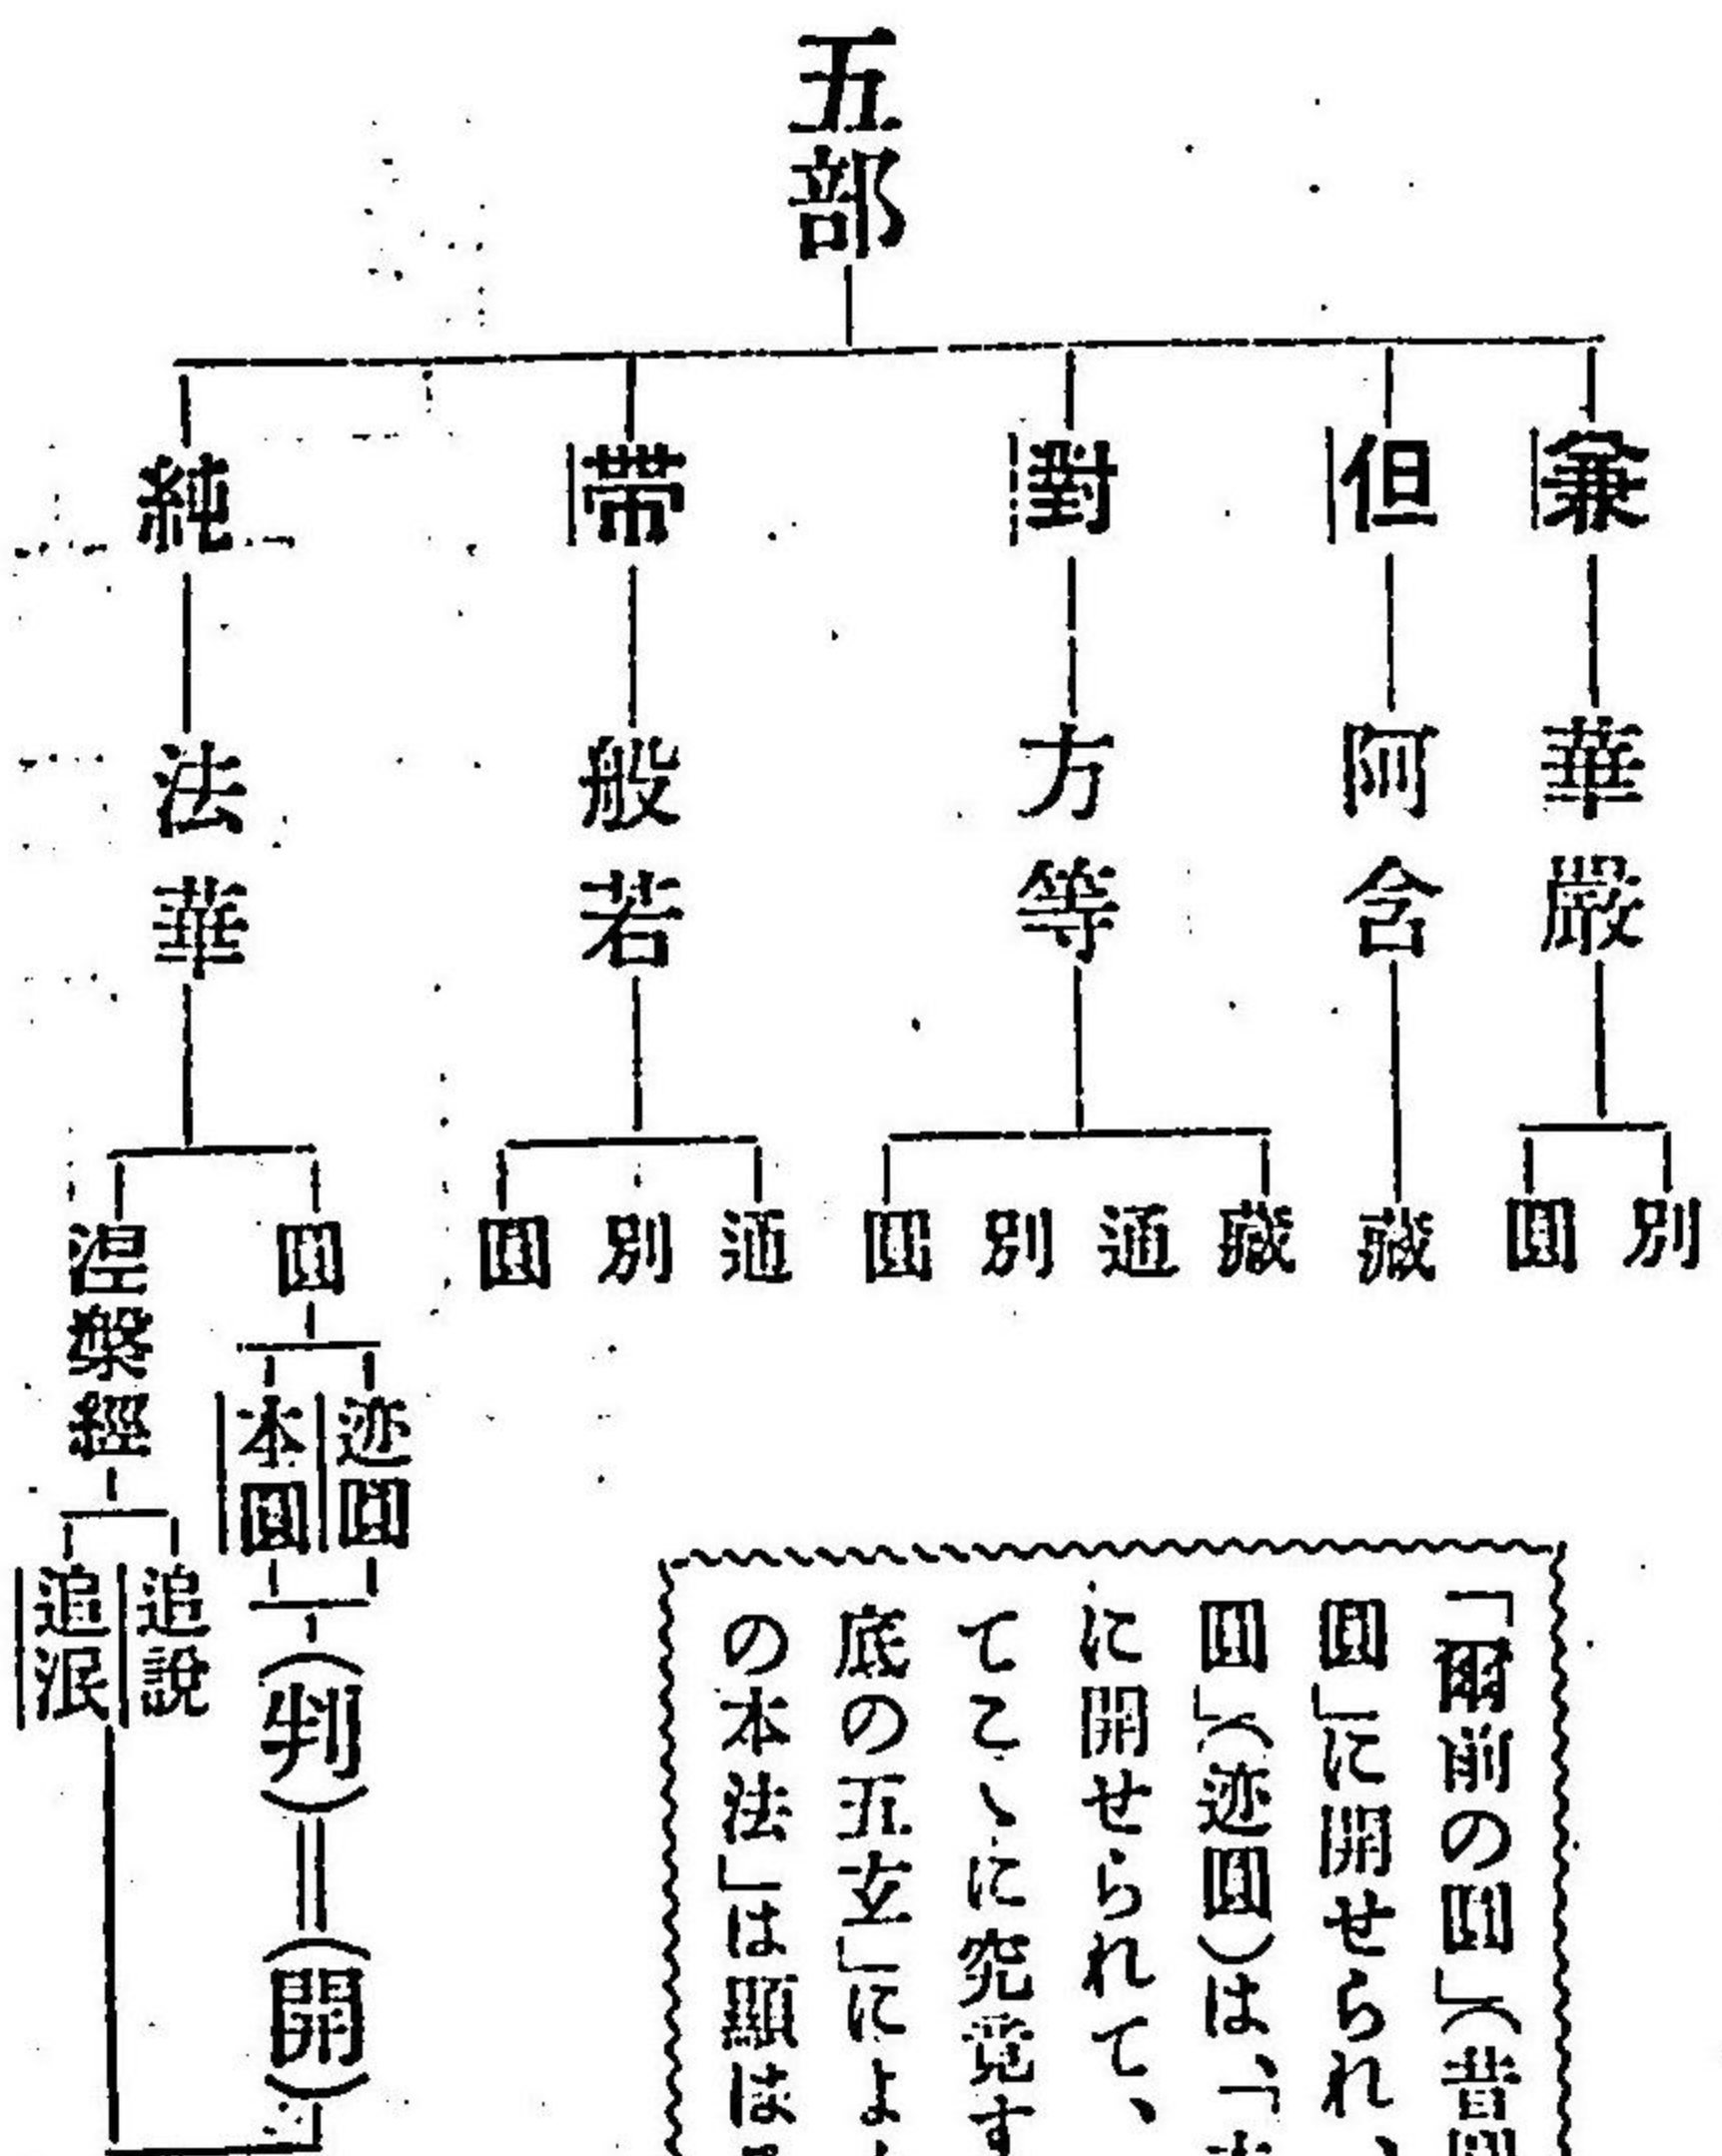 五部
兼
華嚴
別
圓
但
阿含
藏
對
方等
藏
通
別
圓
帶
般若
通
別
圓
純
法華
圓
迹圓
本圓
(判)
(開)
涅槃經
追說
追泯
「爾前の圓」(昔圓
圓」に開せられ、
圓」(迹圓)は、「本
に開せられて、
てこゝに究竟す
底の五玄」によ
の本法」は顯は